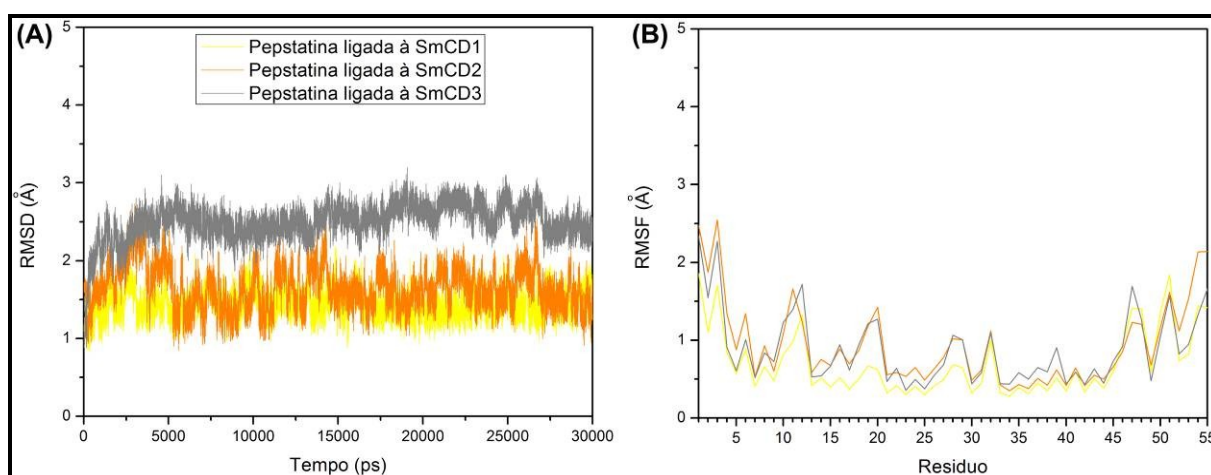 (A)
Pepstatina ligada à SmCD1
Pepstatina ligada à SmCD2
Pepstatina ligada à SmCD3
RMSD (Å)
5
4
3
2
1
0
0 5000 10000 15000 20000 25000 30000
Tempo (ps)
(B)
RMSF (Å)
5
4
3
2
1
0
5 10 15 20 25 30 35 40 45 50 55
Residuo